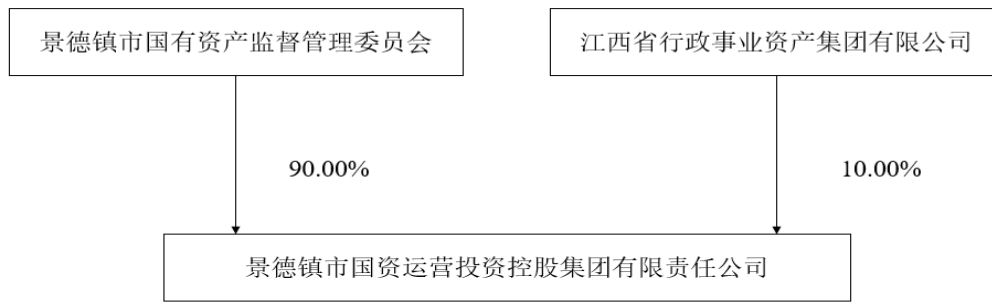 景德镇市国有资产监督管理委员会
江西省行政事业资产集团有限公司
90.00%
10.00%
景德镇市国资运营投资控股集团有限责任公司